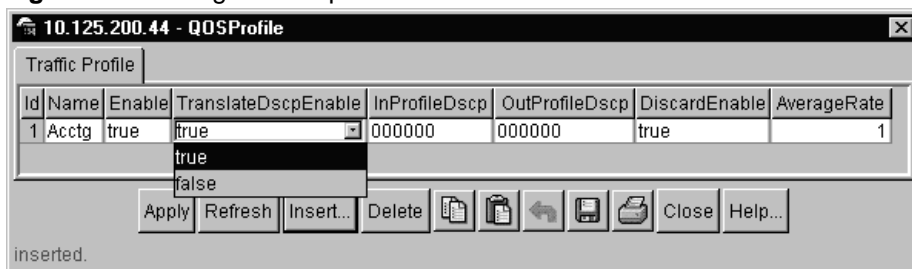 10.125.200.44 - QOSProfile
Traffic Profile
Id Name Enable TranslateDscpEnable InProfileDscp OutProfileDscp DiscardEnable AverageRate
1 Acctg true true 000000 000000 true 1
true
false
Apply Refresh Insert... Delete Close Help...
inserted.